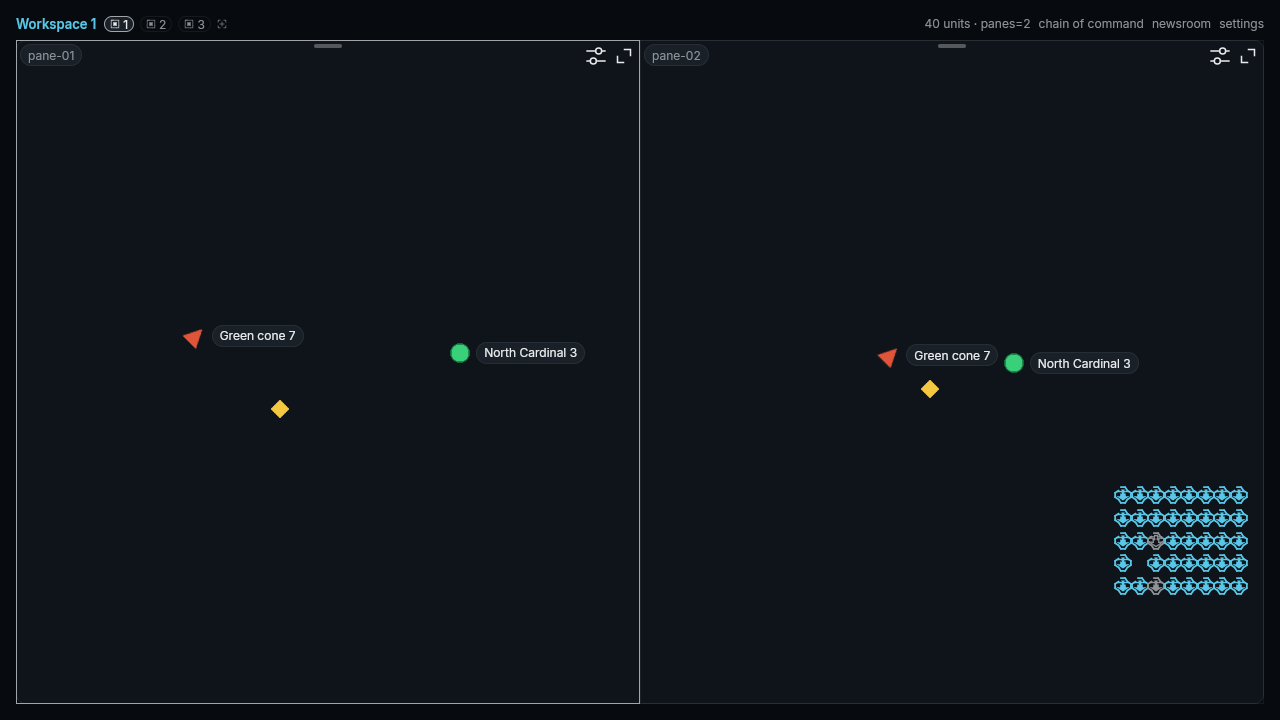 Workspace 1 1 2 3 40 units · panes=2 chain of command newsroom settings
pane-01 pane-02
Green cone 7 North Cardinal 3
Green cone 7 North Cardinal 3